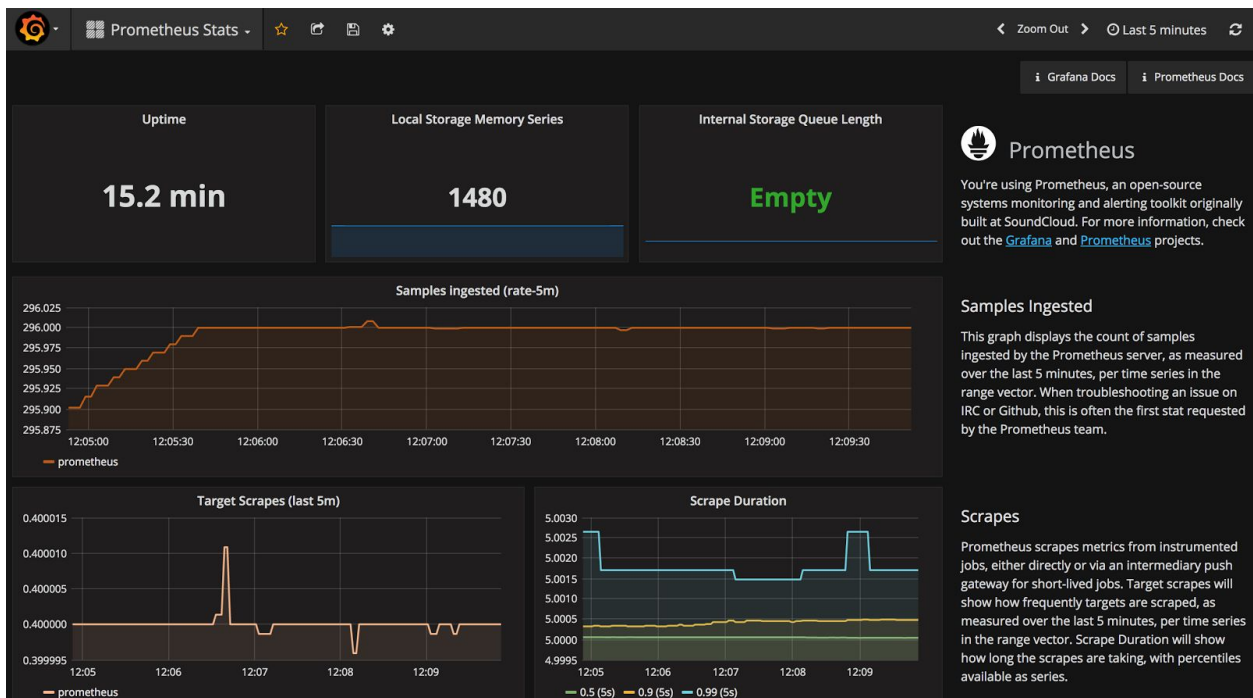 Prometheus Stats
Zoom Out
Last 5 minutes
Grafana Docs
Prometheus Docs
Uptime
15.2 min
Local Storage Memory Series
1480
Internal Storage Queue Length
Empty
Prometheus
You're using Prometheus, an open-source
systems monitoring and alerting toolkit originally
built at SoundCloud. For more information, check
out the Grafana and Prometheus projects.
Samples ingested (rate-5m)
296.025
296.000
295.975
295.950
295.925
295.900
295.875
12:05:00 12:05:30 12:06:00 12:06:30 12:07:00 12:07:30 12:08:00 12:08:30 12:09:00 12:09:30
prometheus
Samples Ingested
This graph displays the count of samples
ingested by the Prometheus server, as measured
over the last 5 minutes, per time series in the
range vector. When troubleshooting an issue on
IRC or Github, this is often the first stat requested
by the Prometheus team.
Target Scrapes (last 5m)
0.400015
0.400010
0.400005
0.400000
0.399995
12:05 12:06 12:07 12:08 12:09
prometheus
Scrape Duration
5.0030
5.0025
5.0020
5.0015
5.0010
5.0005
5.0000
4.9995
12:05 12:06 12:07 12:08 12:09
0.5 (5s) 0.9 (5s) 0.99 (5s)
Scrapes
Prometheus scrapes metrics from instrumented
jobs, either directly or via an intermediary push
gateway for short-lived jobs. Target scrapes will
show how frequently targets are scraped, as
measured over the last 5 minutes, per time series
in the range vector. Scrape Duration will show
how long the scrapes are taking, with percentiles
available as series.